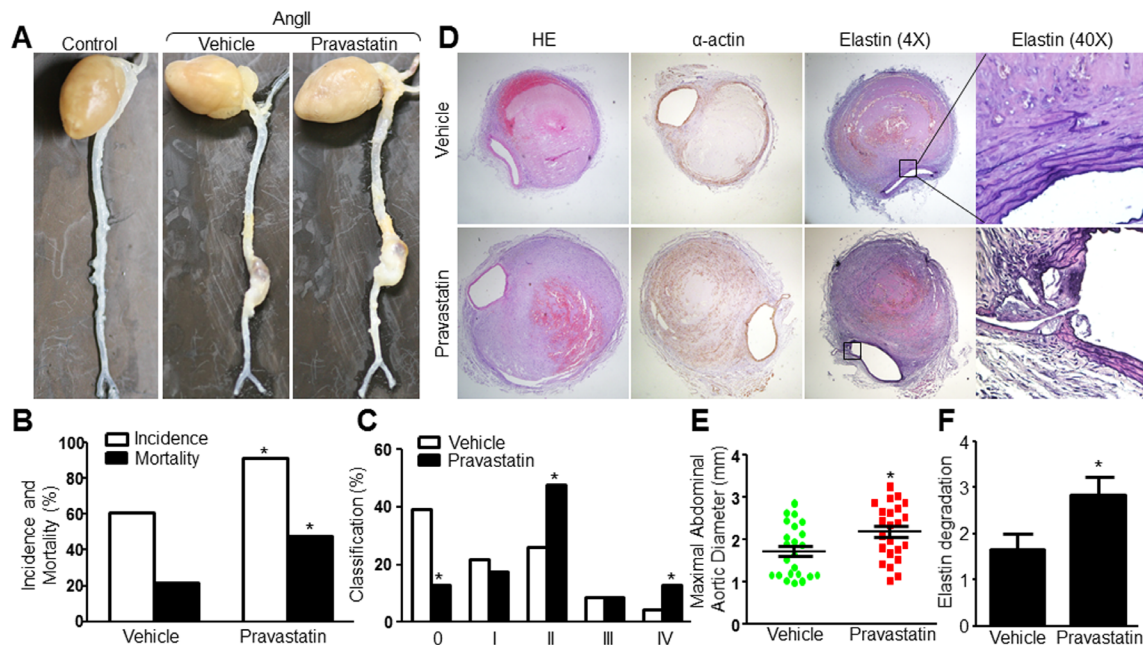 A
AngII
Control
Vehicle
Pravastatin
D
HE
α-actin
Elastin (4X)
Elastin (40X)
Vehicle
Pravastatin
B
Incidence
Mortality
Incidence and
Mortality (%)
100
80
60
40
20
0
Vehicle
Pravastatin
*
*
C
Vehicle
Pravastatin
Classification (%)
60
40
20
0
0
I
II
III
IV
*
*
*
E
Maximal Abdominal
Aortic Diameter (mm)
4
3
2
1
0
Vehicle
Pravastatin
*
F
Elastin degradation
4
3
2
1
0
Vehicle
Pravastatin
*